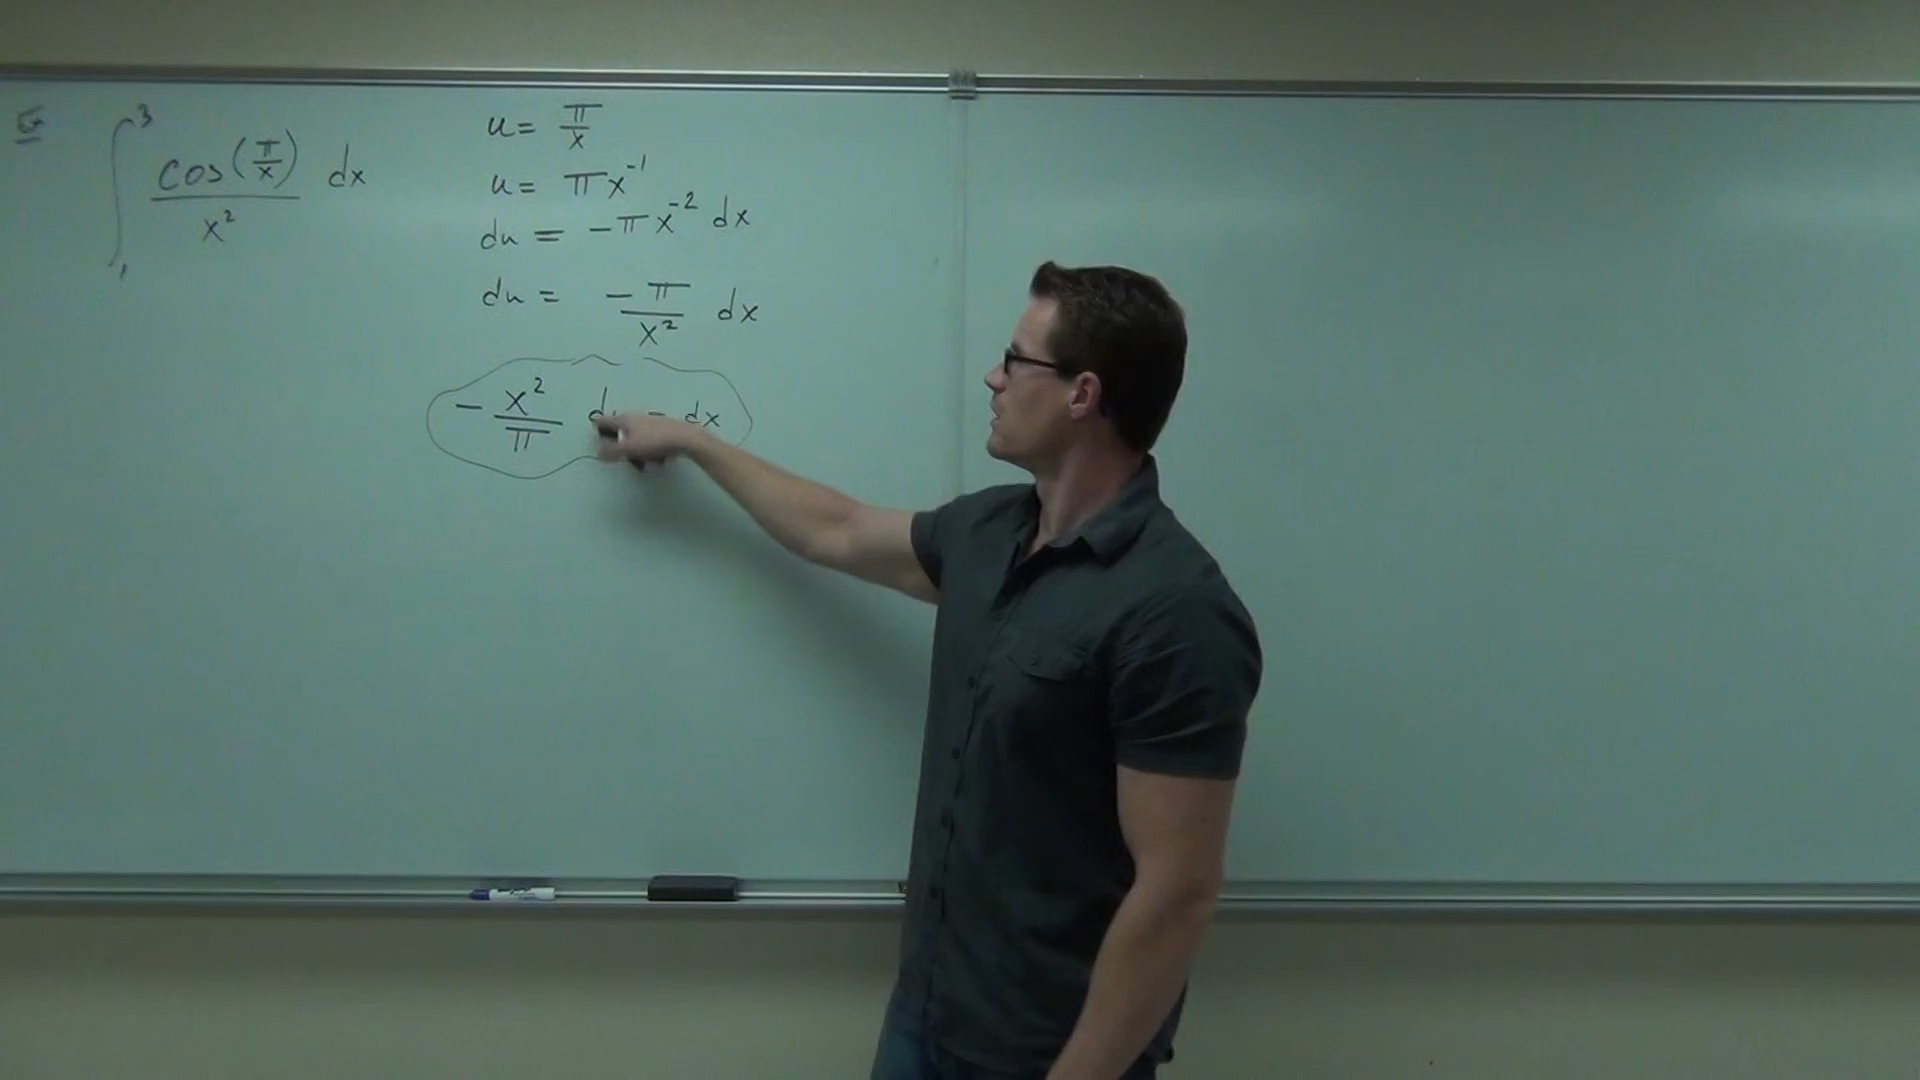 Ex ∫₁³ cos(π/x)/x² dx
u = π/x
u = πx⁻¹
du = -πx⁻² dx
du = -π/x² dx
-x²/π du = dx